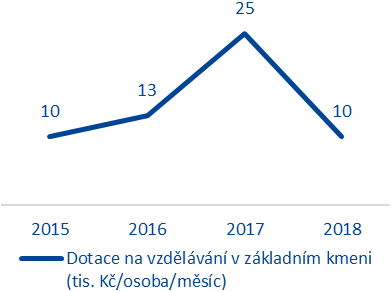 25
13
10
10
2015 2016 2017 2018
Dotace na vzdělávání v základním kmeni
(tis. Kč/osoba/měsíc)